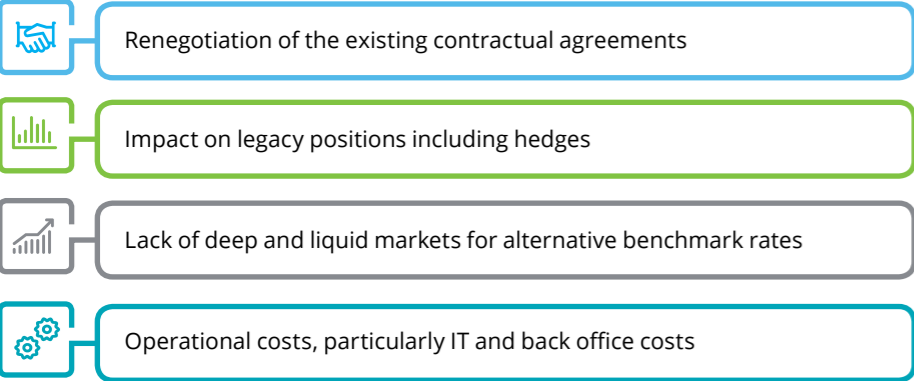 Renegotiation of the existing contractual agreements
Impact on legacy positions including hedges
Lack of deep and liquid markets for alternative benchmark rates
Operational costs, particularly IT and back office costs